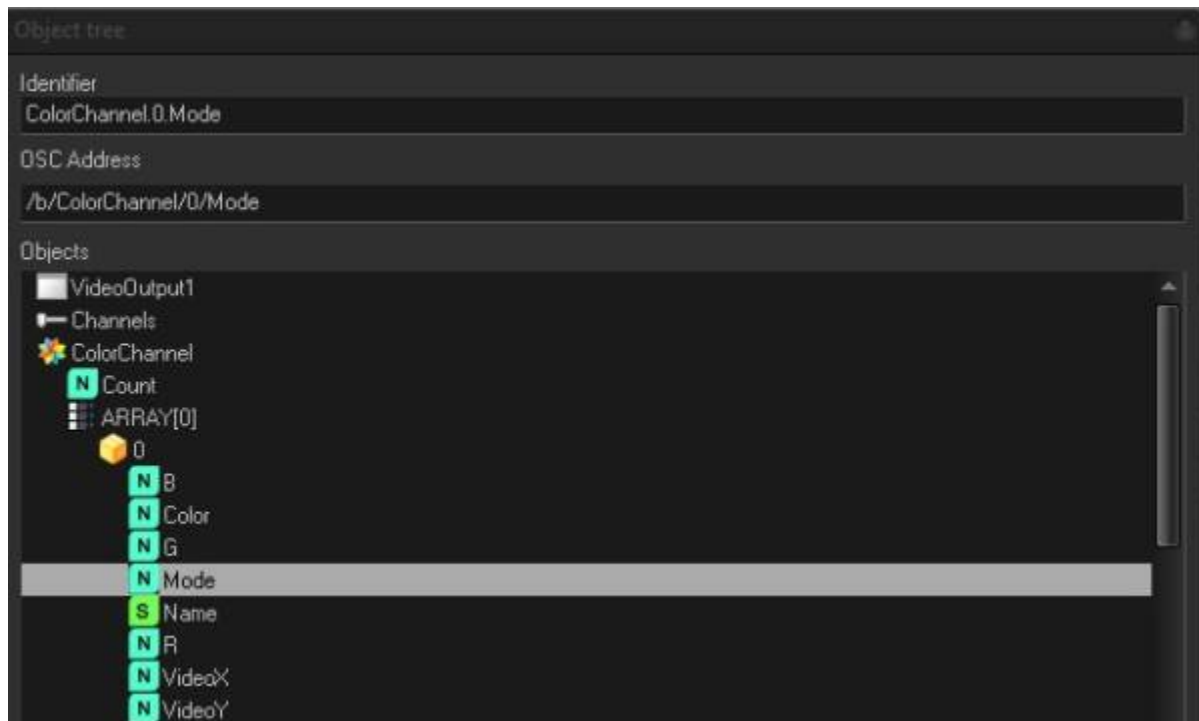 Object tree
Identifier
ColorChannel.0.Mode
OSC Address
/b/ColorChannel/0/Mode
Objects
VideoOutput1
Channels
ColorChannel
N Count
ARRAY[0]
0
N B
N Color
N G
N Mode
S Name
N R
N VideoX
N VideoY